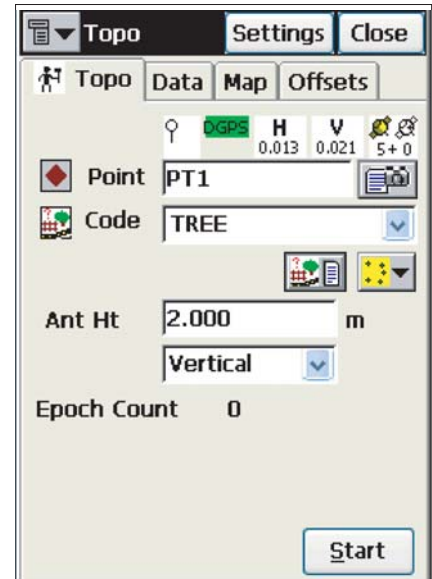 Topo Settings Close
Topo Data Map Offsets
DGPS H V
0.013 0.021 5+ 0
Point PT1
Code TREE
Ant Ht 2.000 m
Vertical
Epoch Count 0
Start